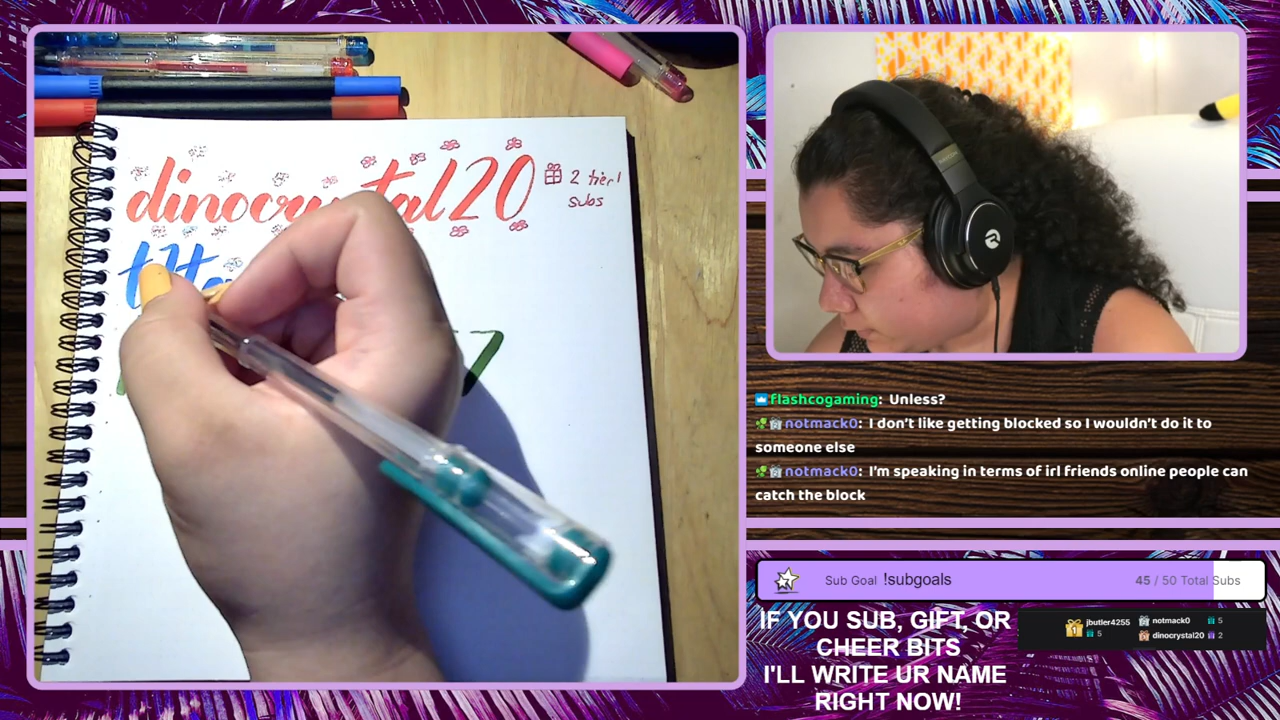 dinocrystal20
2 tier 1
subs
7
flashcogaming: Unless?
notmack0: I don't like getting blocked so I wouldn't do it to
someone else
notmack0: I'm speaking in terms of irl friends online people can
catch the block
Sub Goal !subgoals 45 / 50 Total Subs
IF YOU SUB, GIFT, OR
CHEER BITS
I'LL WRITE UR NAME
RIGHT NOW!
1 jbutler4255 5
notmack0 5
dinocrystal20 2